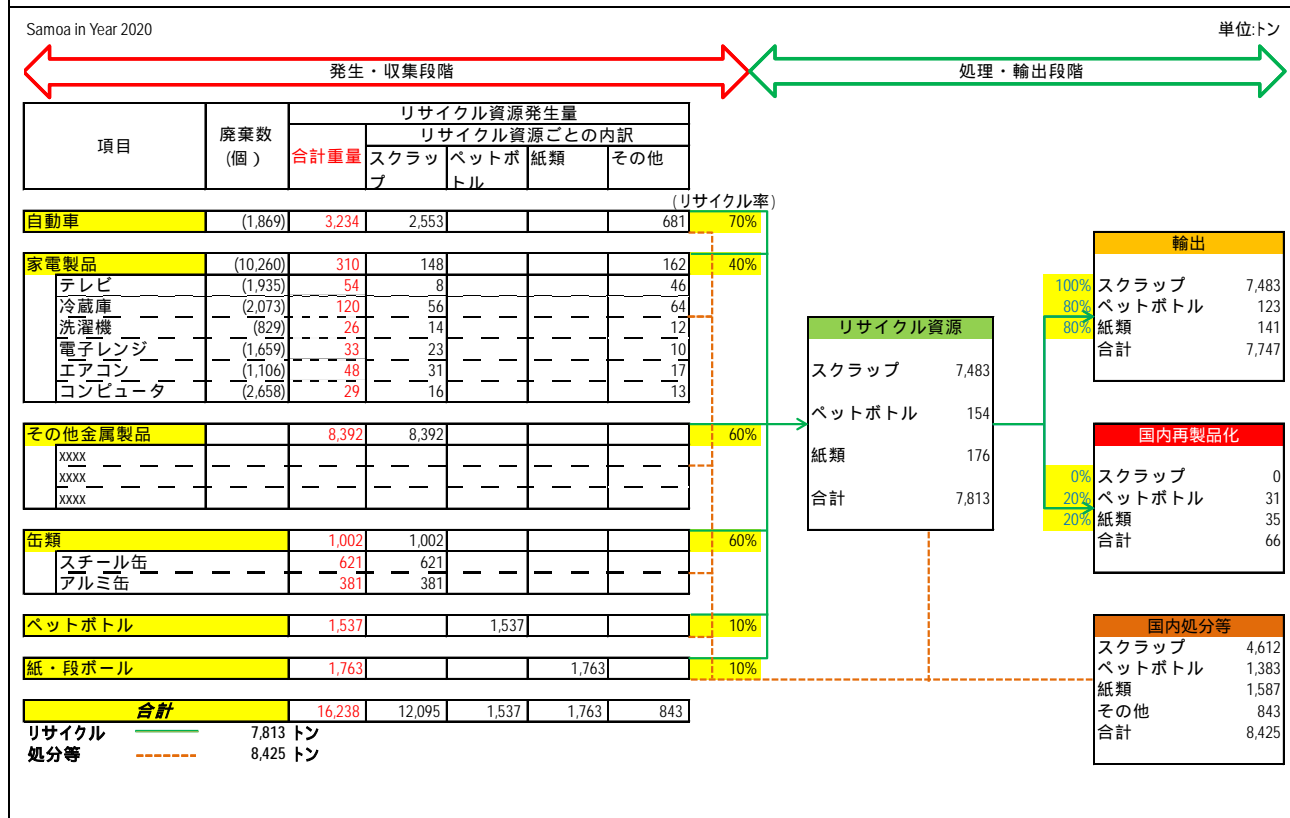 Samoa in Year 2020 単位:トン
発生・収集段階 処理・輸出段階
項目 廃棄数(個) リサイクル資源発生量
リサイクル資源ごとの内訳
合計重量 スクラップ ペットボトル 紙類 その他
(リサイクル率)
自動車 (1,869) 3,234 2,553 681 70%
家電製品 (10,260) 310 148 162 40%
テレビ (1,935) 54 8 46
冷蔵庫 (2,073) 120 56 64
洗濯機 (829) 26 14 12
電子レンジ (1,659) 33 23 10
エアコン (1,106) 48 31 17
コンピュータ (2,658) 29 16 13
その他金属製品 8,392 8,392 60%
xxxx
xxxx
xxxx
缶類 1,002 1,002 60%
スチール缶 621 621
アルミ缶 381 381
ペットボトル 1,537 1,537 10%
紙・段ボール 1,763 1,763 10%
合計 16,238 12,095 1,537 1,763 843
リサイクル 7,813 トン
処分等 8,425 トン
リサイクル資源
スクラップ 7,483
ペットボトル 154
紙類 176
合計 7,813
輸出
100% スクラップ 7,483
80% ペットボトル 123
80% 紙類 141
合計 7,747
国内再製品化
0% スクラップ 0
20% ペットボトル 31
20% 紙類 35
合計 66
国内処分等
スクラップ 4,612
ペットボトル 1,383
紙類 1,587
その他 843
合計 8,425